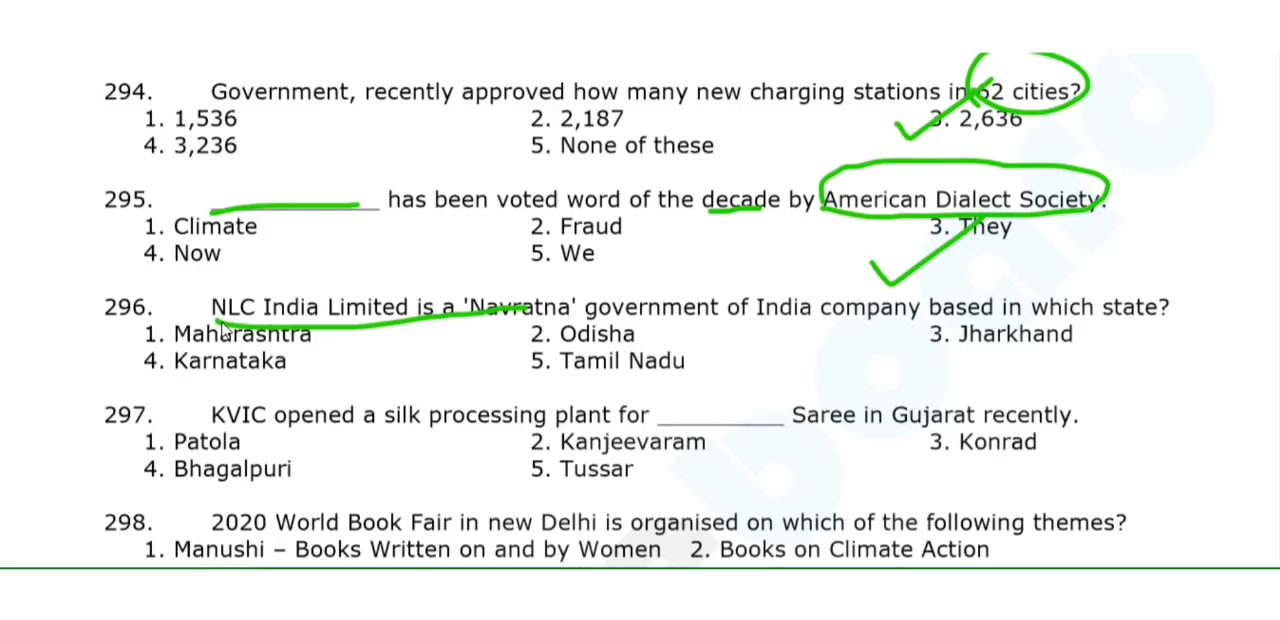 294. Government, recently approved how many new charging stations in 62 cities?
1. 1,536 2. 2,187 3. 2,636
4. 3,236 5. None of these
295. ____________ has been voted word of the decade by American Dialect Society.
1. Climate 2. Fraud 3. They
4. Now 5. We
296. NLC India Limited is a 'Navratna' government of India company based in which state?
1. Maharashtra 2. Odisha 3. Jharkhand
4. Karnataka 5. Tamil Nadu
297. KVIC opened a silk processing plant for _________ Saree in Gujarat recently.
1. Patola 2. Kanjeevaram 3. Konrad
4. Bhagalpuri 5. Tussar
298. 2020 World Book Fair in new Delhi is organised on which of the following themes?
1. Manushi – Books Written on and by Women 2. Books on Climate Action